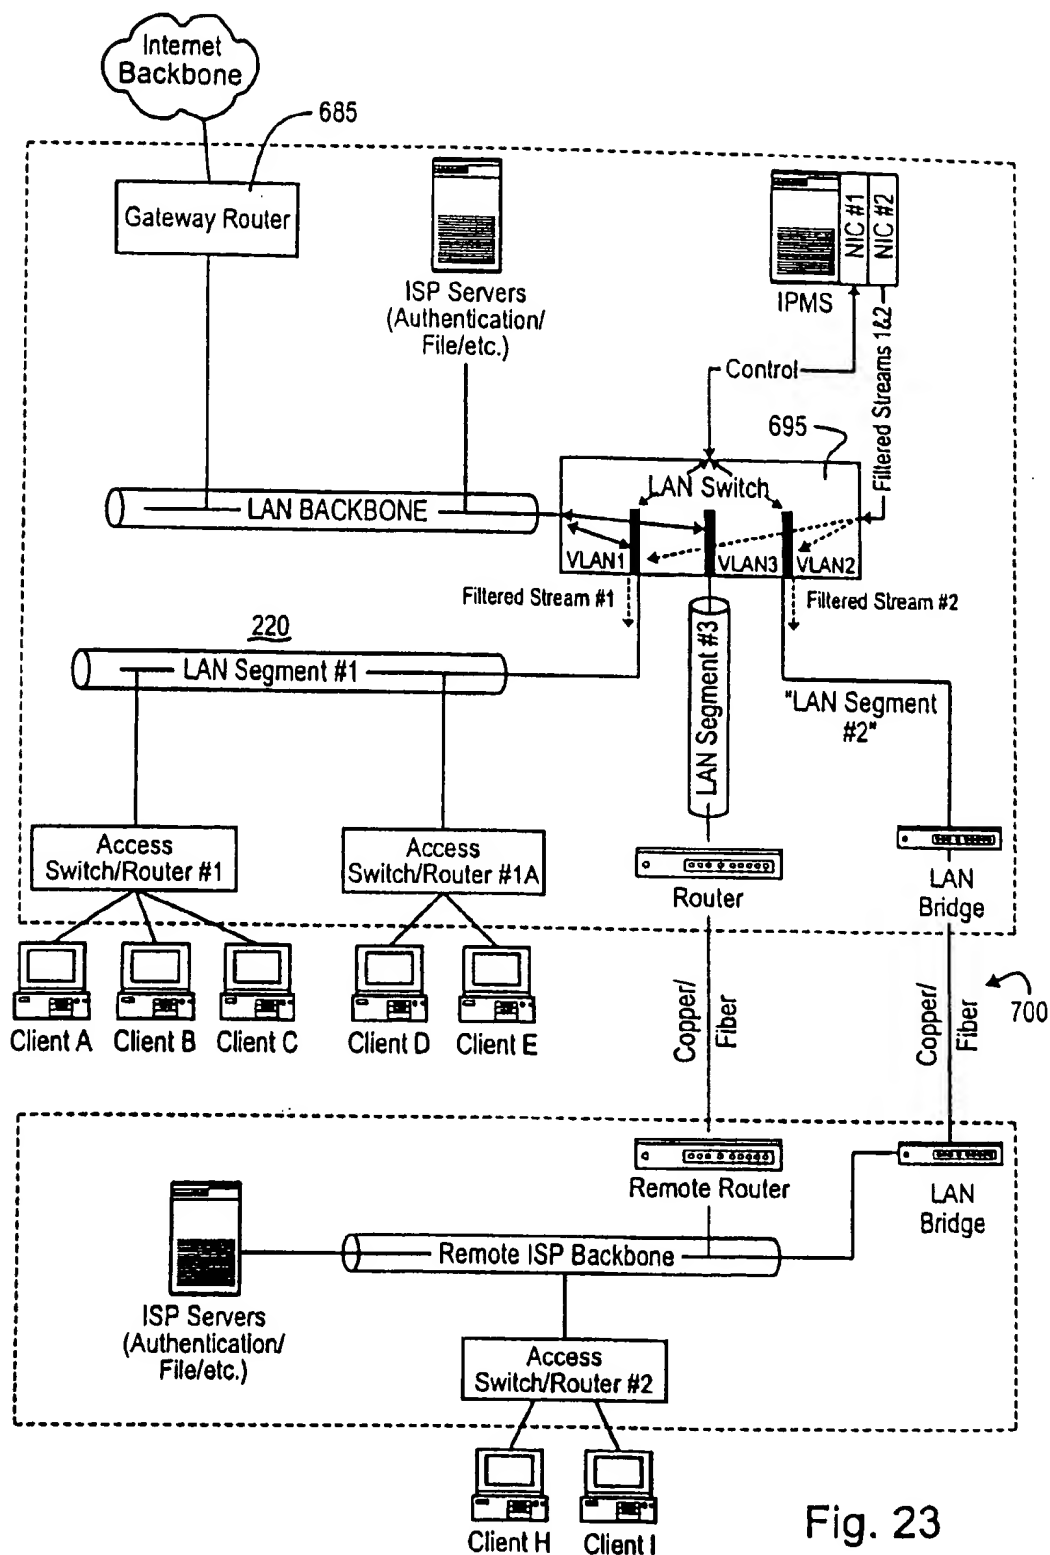 Internet
Backbone
685
Gateway Router
ISP Servers
(Authentication/
File/etc.)
NIC #1
NIC #2
IPMS
Control
Filtered Streams 1&2
695
LAN Switch
LAN BACKBONE
VLAN1
VLAN3
VLAN2
Filtered Stream #1
Filtered Stream #2
220
LAN Segment #1
LAN Segment #3
"LAN Segment
#2"
Access
Switch/Router #1
Access
Switch/Router #1A
Router
LAN
Bridge
Client A
Client B
Client C
Client D
Client E
Copper/
Fiber
Copper/
Fiber
700
Remote Router
LAN
Bridge
Remote ISP Backbone
ISP Servers
(Authentication/
File/etc.)
Access
Switch/Router #2
Client H
Client I
Fig. 23